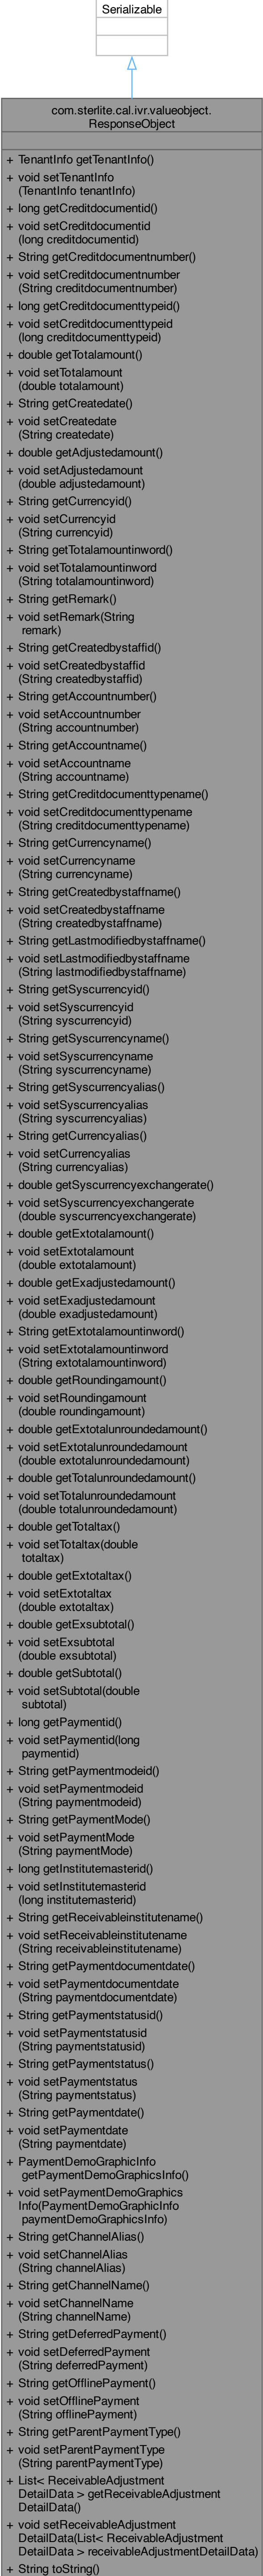 Serializable
com.sterlite.cal.ivr.valueobject.
ResponseObject
+ TenantInfo getTenantInfo()
+ void setTenantInfo
(TenantInfo tenantInfo)
+ long getCreditdocumentid()
+ void setCreditdocumentid
(long creditdocumentid)
+ String getCreditdocumentnumber()
+ void setCreditdocumentnumber
(String creditdocumentnumber)
+ long getCreditdocumenttypeid()
+ void setCreditdocumenttypeid
(long creditdocumenttypeid)
+ double getTotalamount()
+ void setTotalamount
(double totalamount)
+ String getCreatedate()
+ void setCreatedate
(String createdate)
+ double getAdjustedamount()
+ void setAdjustedamount
(double adjustedamount)
+ String getCurrencyid()
+ void setCurrencyid
(String currencyid)
+ String getTotalamountinword()
+ void setTotalamountinword
(String totalamountinword)
+ String getRemark()
+ void setRemark(String
remark)
+ String getCreatedbystaffid()
+ void setCreatedbystaffid
(String createdbystaffid)
+ String getAccountnumber()
+ void setAccountnumber
(String accountnumber)
+ String getAccountname()
+ void setAccountname
(String accountname)
+ String getCreditdocumenttypename()
+ void setCreditdocumenttypename
(String creditdocumenttypename)
+ String getCurrencyname()
+ void setCurrencyname
(String currencyname)
+ String getCreatedbystaffname()
+ void setCreatedbystaffname
(String createdbystaffname)
+ String getLastmodifiedbystaffname()
+ void setLastmodifiedbystaffname
(String lastmodifiedbystaffname)
+ String getSyscurrencyid()
+ void setSyscurrencyid
(String syscurrencyid)
+ String getSyscurrencyname()
+ void setSyscurrencyname
(String syscurrencyname)
+ String getSyscurrencyalias()
+ void setSyscurrencyalias
(String syscurrencyalias)
+ String getCurrencyalias()
+ void setCurrencyalias
(String currencyalias)
+ double getSyscurrencyexchangerate()
+ void setSyscurrencyexchangerate
(double syscurrencyexchangerate)
+ double getExtotalamount()
+ void setExtotalamount
(double extotalamount)
+ double getExadjustedamount()
+ void setExadjustedamount
(double exadjustedamount)
+ String getExtotalamountinword()
+ void setExtotalamountinword
(String extotalamountinword)
+ double getRoundingamount()
+ void setRoundingamount
(double roundingamount)
+ double getExtotalunroundedamount()
+ void setExtotalunroundedamount
(double extotalunroundedamount)
+ double getTotalunroundedamount()
+ void setTotalunroundedamount
(double totalunroundedamount)
+ double getTotaltax()
+ void setTotaltax(double
totaltax)
+ double getExtotaltax()
+ void setExtotaltax
(double extotaltax)
+ double getExsubtotal()
+ void setExsubtotal
(double exsubtotal)
+ double getSubtotal()
+ void setSubtotal(double
subtotal)
+ long getPaymentid()
+ void setPaymentid(long
paymentid)
+ String getPaymentmodeid()
+ void setPaymentmodeid
(String paymentmodeid)
+ String getPaymentMode()
+ void setPaymentMode
(String paymentMode)
+ long getInstitutemasterid()
+ void setInstitutemasterid
(long institutemasterid)
+ String getReceivableinstitutename()
+ void setReceivableinstitutename
(String receivableinstitutename)
+ String getPaymentdocumentdate()
+ void setPaymentdocumentdate
(String paymentdocumentdate)
+ String getPaymentstatusid()
+ void setPaymentstatusid
(String paymentstatusid)
+ String getPaymentstatus()
+ void setPaymentstatus
(String paymentstatus)
+ String getPaymentdate()
+ void setPaymentdate
(String paymentdate)
+ PaymentDemoGraphicInfo
getPaymentDemoGraphicsInfo()
+ void setPaymentDemoGraphics
Info(PaymentDemoGraphicInfo
paymentDemoGraphicsInfo)
+ String getChannelAlias()
+ void setChannelAlias
(String channelAlias)
+ String getChannelName()
+ void setChannelName
(String channelName)
+ String getDeferredPayment()
+ void setDeferredPayment
(String deferredPayment)
+ String getOfflinePayment()
+ void setOfflinePayment
(String offlinePayment)
+ String getParentPaymentType()
+ void setParentPaymentType
(String parentPaymentType)
+ List< ReceivableAdjustment
DetailData > getReceivableAdjustment
DetailData()
+ void setReceivableAdjustment
DetailData(List< ReceivableAdjustment
DetailData > receivableAdjustmentDetailData)
+ String toString()